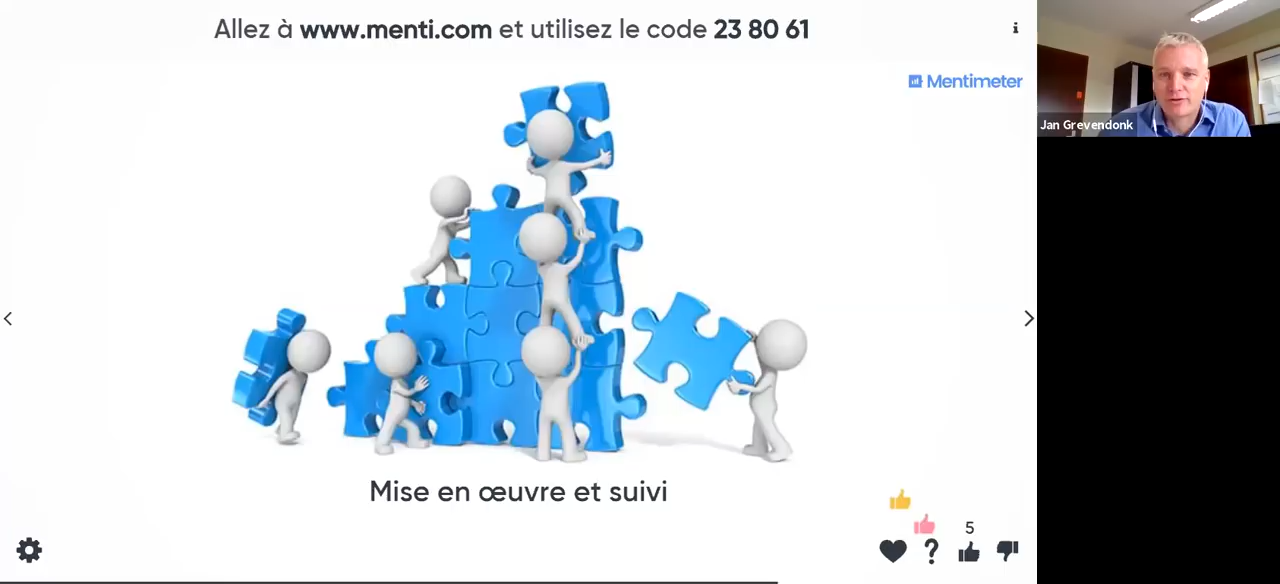 Allez à www.menti.com et utilisez le code 23 80 61
i
Mentimeter
Jan Grevendonk
Mise en œuvre et suivi
5
?